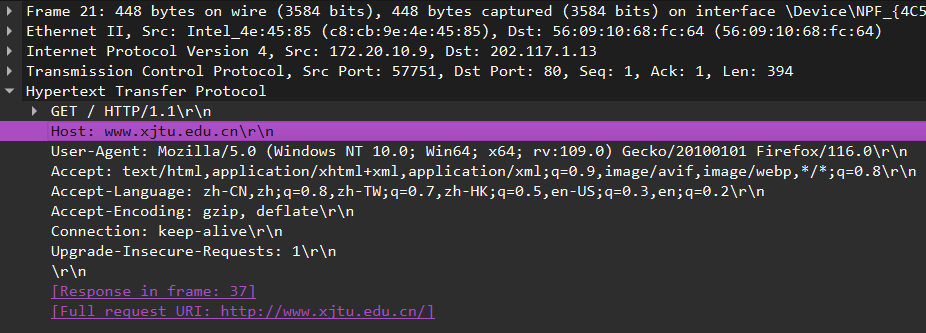 Frame 21: 448 bytes on wire (3584 bits), 448 bytes captured (3584 bits) on interface \Device\NPF_{4C5
Ethernet II, Src: Intel_4e:45:85 (c8:cb:9e:4e:45:85), Dst: 56:09:10:68:fc:64 (56:09:10:68:fc:64)
Internet Protocol Version 4, Src: 172.20.10.9, Dst: 202.117.1.13
Transmission Control Protocol, Src Port: 57751, Dst Port: 80, Seq: 1, Ack: 1, Len: 394
Hypertext Transfer Protocol
GET / HTTP/1.1\r\n
Host: www.xjtu.edu.cn\r\n
User-Agent: Mozilla/5.0 (Windows NT 10.0; Win64; x64; rv:109.0) Gecko/20100101 Firefox/116.0\r\n
Accept: text/html,application/xhtml+xml,application/xml;q=0.9,image/avif,image/webp,*/*;q=0.8\r\n
Accept-Language: zh-CN,zh;q=0.8,zh-TW;q=0.7,zh-HK;q=0.5,en-US;q=0.3,en;q=0.2\r\n
Accept-Encoding: gzip, deflate\r\n
Connection: keep-alive\r\n
Upgrade-Insecure-Requests: 1\r\n
\r\n
[Response in frame: 37]
[Full request URI: http://www.xjtu.edu.cn/]